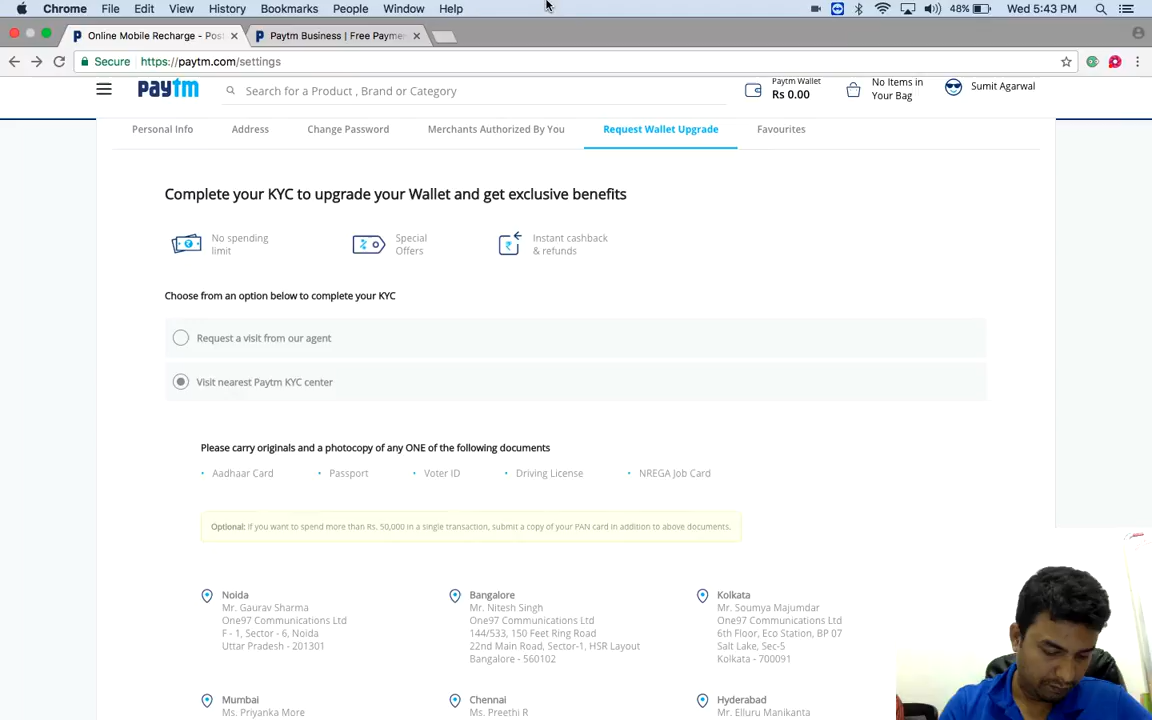 Chrome File Edit View History Bookmarks People Window Help 48% Wed 5:43 PM
Online Mobile Recharge - Post Paytm Business | Free Paymen
Secure https://paytm.com/settings
paytm Search for a Product , Brand or Category
Paytm Wallet
Rs 0.00
No Items in
Your Bag
Sumit Agarwal
Personal Info Address Change Password Merchants Authorized By You Request Wallet Upgrade Favourites
Complete your KYC to upgrade your Wallet and get exclusive benefits
No spending
limit
Special
Offers
Instant cashback
& refunds
Choose from an option below to complete your KYC
Request a visit from our agent
Visit nearest Paytm KYC center
Please carry originals and a photocopy of any ONE of the following documents
Aadhaar Card Passport Voter ID Driving License NREGA Job Card
Optional: If you want to spend more than Rs. 50,000 in a single transaction, submit a copy of your PAN card in addition to above documents.
Noida
Mr. Gaurav Sharma
One97 Communications Ltd
F - 1, Sector - 6, Noida
Uttar Pradesh - 201301
Bangalore
Mr. Nitesh Singh
One97 Communications Ltd
144/533, 150 Feet Ring Road
22nd Main Road, Sector-1, HSR Layout
Bangalore - 560102
Kolkata
Mr. Soumya Majumdar
One97 Communications Ltd
6th Floor, Eco Station, BP 07
Salt Lake, Sec-5
Kolkata - 700091
Mumbai
Ms. Priyanka More
Chennai
Ms. Preethi R
Hyderabad
Mr. Elluru Manikanta